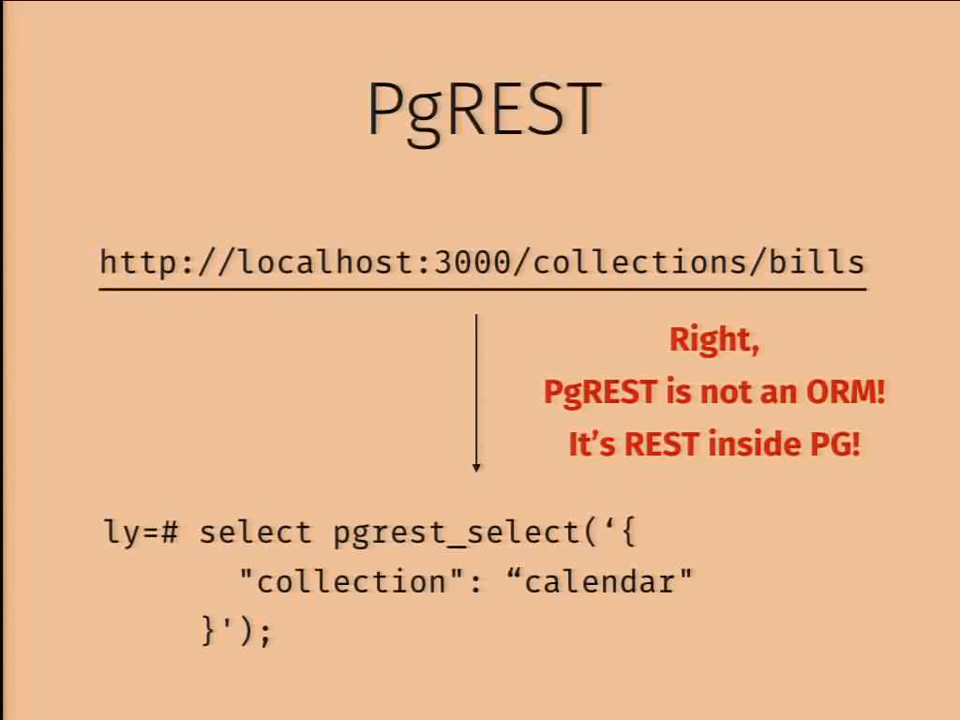 PgREST
http://localhost:3000/collections/bills
Right,
PgREST is not an ORM!
It’s REST inside PG!
ly=# select pgrest_select(‘{
"collection": “calendar"
}');